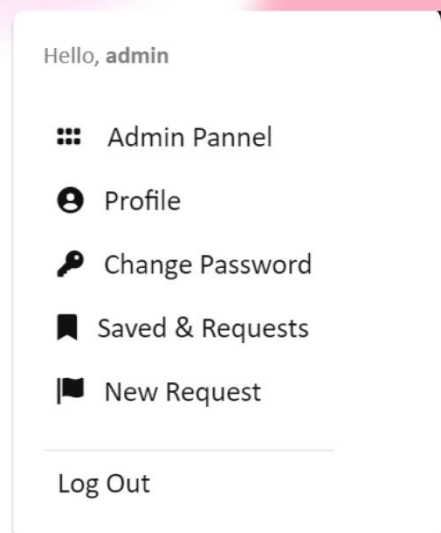 Hello, admin
Admin Pannel
Profile
Change Password
Saved & Requests
New Request
Log Out